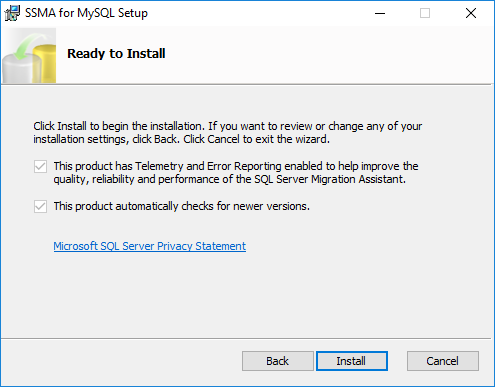 SSMA for MySQL Setup
Ready to Install
Click Install to begin the installation. If you want to review or change any of your
installation settings, click Back. Click Cancel to exit the wizard.
This product has Telemetry and Error Reporting enabled to help improve the
quality, reliability and performance of the SQL Server Migration Assistant.
This product automatically checks for newer versions.
Microsoft SQL Server Privacy Statement
Back
Install
Cancel